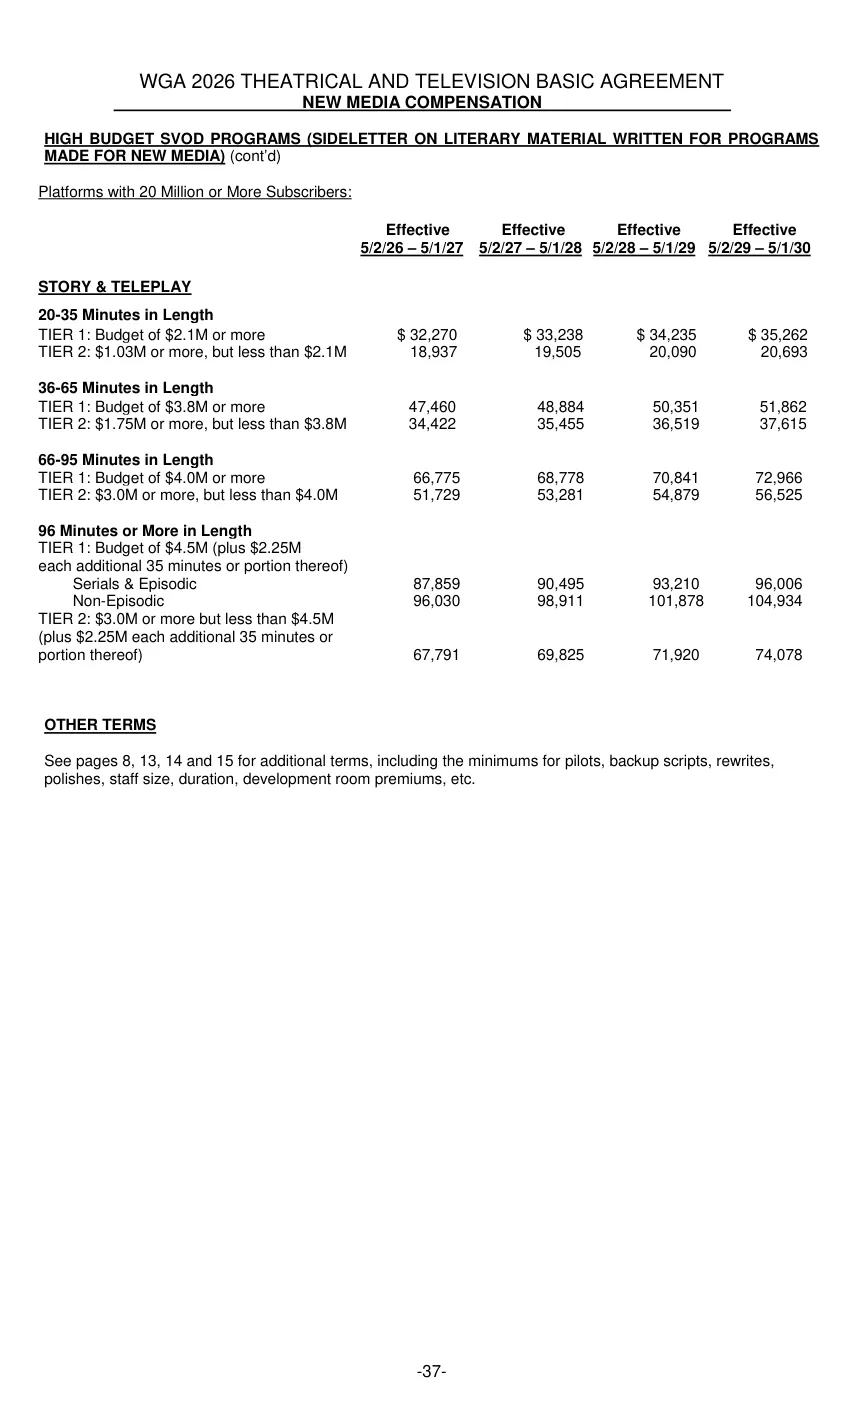 WGA 2026 THEATRICAL AND TELEVISION BASIC AGREEMENT
NEW MEDIA COMPENSATION
HIGH BUDGET SVOD PROGRAMS (SIDELETTER ON LITERARY MATERIAL WRITTEN FOR PROGRAMS
MADE FOR NEW MEDIA) (cont'd)
Platforms with 20 Million or More Subscribers:
Effective Effective Effective Effective
5/2/26 – 5/1/27 5/2/27 – 5/1/28 5/2/28 – 5/1/29 5/2/29 – 5/1/30
STORY & TELEPLAY
20-35 Minutes in Length
TIER 1: Budget of $2.1M or more $ 32,270 $ 33,238 $ 34,235 $ 35,262
TIER 2: $1.03M or more, but less than $2.1M 18,937 19,505 20,090 20,693
36-65 Minutes in Length
TIER 1: Budget of $3.8M or more 47,460 48,884 50,351 51,862
TIER 2: $1.75M or more, but less than $3.8M 34,422 35,455 36,519 37,615
66-95 Minutes in Length
TIER 1: Budget of $4.0M or more 66,775 68,778 70,841 72,966
TIER 2: $3.0M or more, but less than $4.0M 51,729 53,281 54,879 56,525
96 Minutes or More in Length
TIER 1: Budget of $4.5M (plus $2.25M
each additional 35 minutes or portion thereof)
Serials & Episodic 87,859 90,495 93,210 96,006
Non-Episodic 96,030 98,911 101,878 104,934
TIER 2: $3.0M or more but less than $4.5M
(plus $2.25M each additional 35 minutes or
portion thereof) 67,791 69,825 71,920 74,078
OTHER TERMS
See pages 8, 13, 14 and 15 for additional terms, including the minimums for pilots, backup scripts, rewrites,
polishes, staff size, duration, development room premiums, etc.
-37-